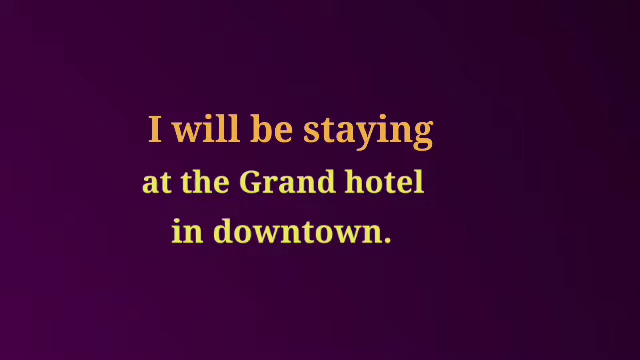 I will be staying
at the Grand hotel
in downtown.